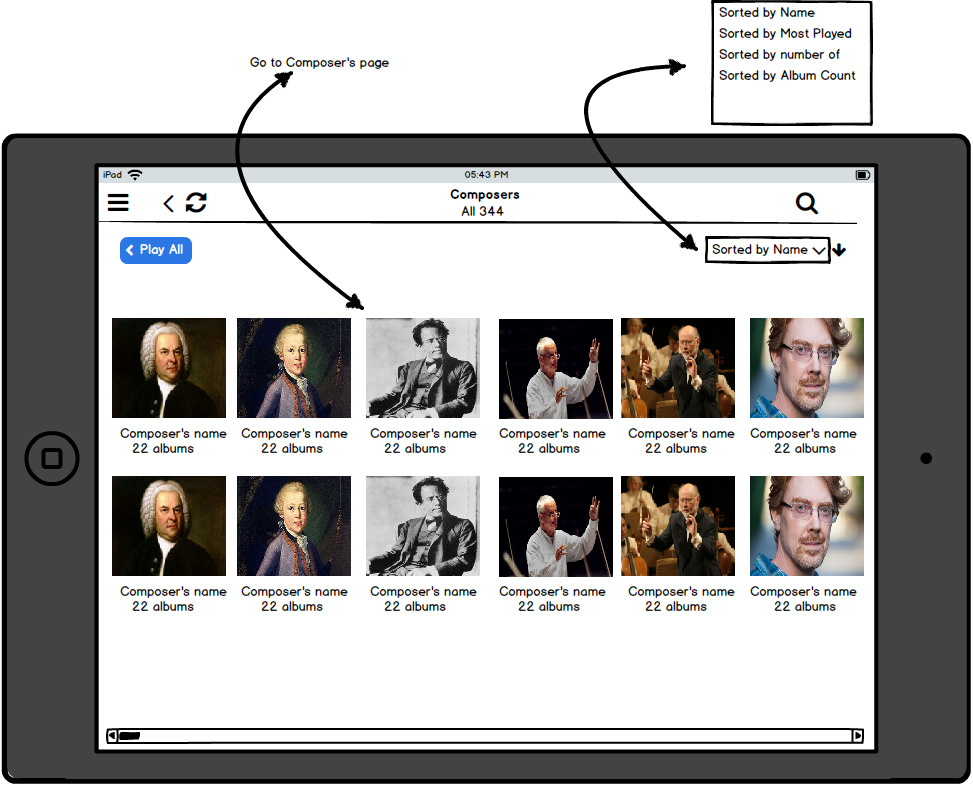 Sorted by Name
Sorted by Most Played
Sorted by number of
Sorted by Album Count
Go to Composer's page
iPad 05:43 PM
Composers
All 344
Play All
Sorted by Name
Composer's name Composer's name Composer's name Composer's name Composer's name Composer's name
22 albums 22 albums 22 albums 22 albums 22 albums 22 albums
Composer's name Composer's name Composer's name Composer's name Composer's name Composer's name
22 albums 22 albums 22 albums 22 albums 22 albums 22 albums